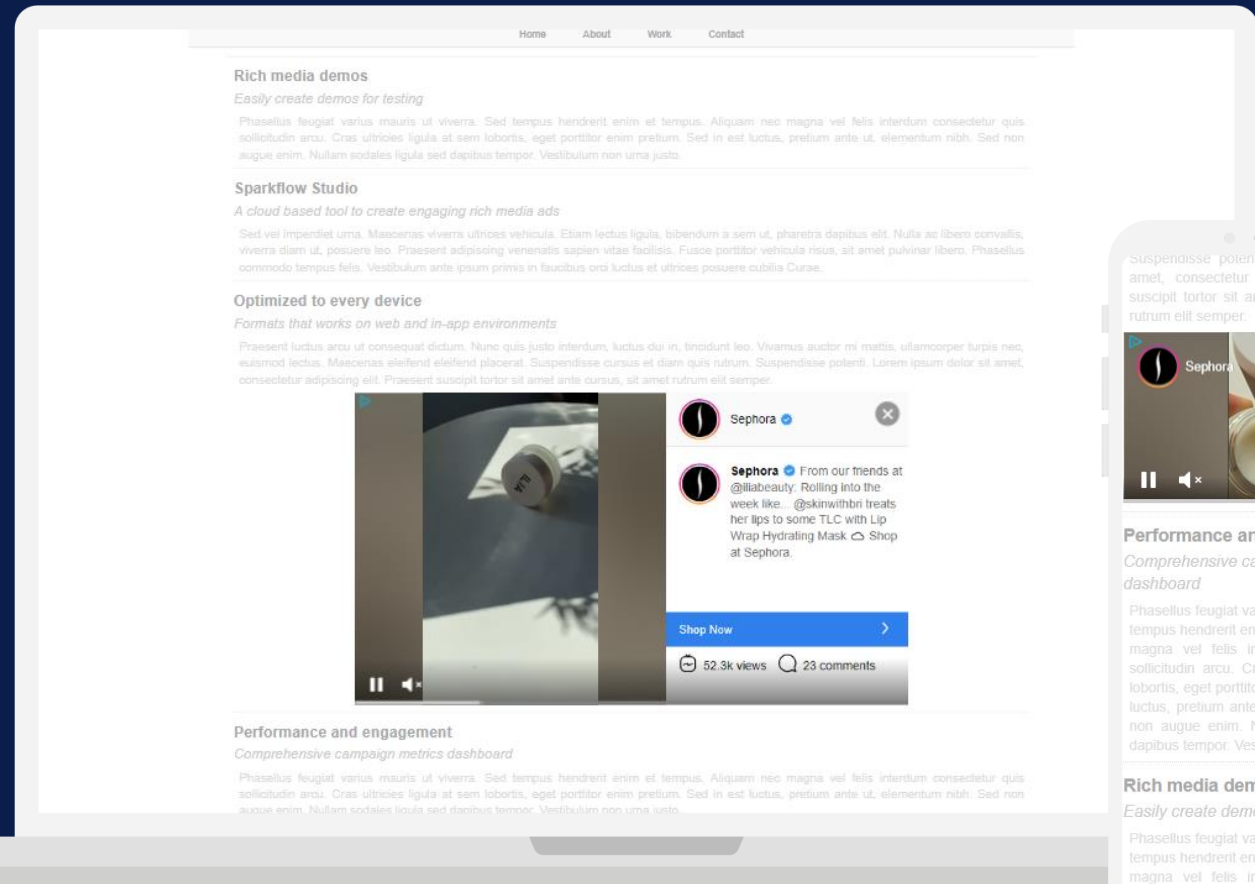 Home About Work Contact
Rich media demos
Easily create demos for testing
Phasellus feugiat varius mauris ut viverra. Sed tempus hendrerit enim et tempus. Aliquam nec magna vel felis interdum consectetur quis
sollicitudin arcu. Cras ultricies ligula at sem lobortis, eget porttitor enim pretium. Sed in est luctus, pretium ante ut, elementum nibh. Sed non
augue enim. Nullam sodales ligula sed dapibus tempor. Vestibulum non urna justo.
Sparkflow Studio
A cloud based tool to create engaging rich media ads
Sed vel imperdiet urna. Maecenas viverra ultrices vehicula. Etiam lectus ligula, bibendum a sem ut, pharetra dapibus elit. Nulla ac libero convallis,
viverra diam ut, posuere leo. Praesent adipiscing venenatis sapien vitae facilisis. Fusce porttitor vehicula risus, sit amet pulvinar libero. Phasellus
commodo tempus felis. Vestibulum ante ipsum primis in faucibus orci luctus et ultrices posuere cubilia Curae.
Optimized to every device
Formats that works on web and in-app environments
Praesent luctus arcu ut consequat dictum. Nunc quis justo interdum, luctus dui in, tincidunt leo. Vivamus auctor mi mattis, ullamcorper turpis nec,
euismod lectus. Maecenas eleifend eleifend placerat. Suspendisse cursus et diam quis rutrum. Suspendisse potenti. Lorem ipsum dolor sit amet,
consectetur adipiscing elit. Praesent suscipit tortor sit amet ante cursus, sit amet rutrum elit semper.
ILIA
Sephora
Sephora From our friends at
@iliabeauty: Rolling into the
week like... @skinwithbri treats
her lips to some TLC with Lip
Wrap Hydrating Mask Shop
at Sephora.
Shop Now
52.3k views 23 comments
Performance and engagement
Comprehensive campaign metrics dashboard
Phasellus feugiat varius mauris ut viverra. Sed tempus hendrerit enim et tempus. Aliquam nec magna vel felis interdum consectetur quis
sollicitudin arcu. Cras ultricies ligula at sem lobortis, eget porttitor enim pretium. Sed in est luctus, pretium ante ut, elementum nibh. Sed non
augue enim. Nullam sodales ligula sed dapibus tempor. Vestibulum non urna justo.
Suspendisse poten
amet, consectetur
suscipit tortor sit a
rutrum elit semper.
Sephora
Performance an
Comprehensive ca
dashboard
Phasellus feugiat va
tempus hendrerit en
magna vel felis in
sollicitudin arcu. Cr
lobortis, eget porttito
luctus, pretium ante
non augue enim. N
dapibus tempor. Ves
Rich media dem
Easily create demo
Phasellus feugiat va
tempus hendrerit en
magna vel felis in